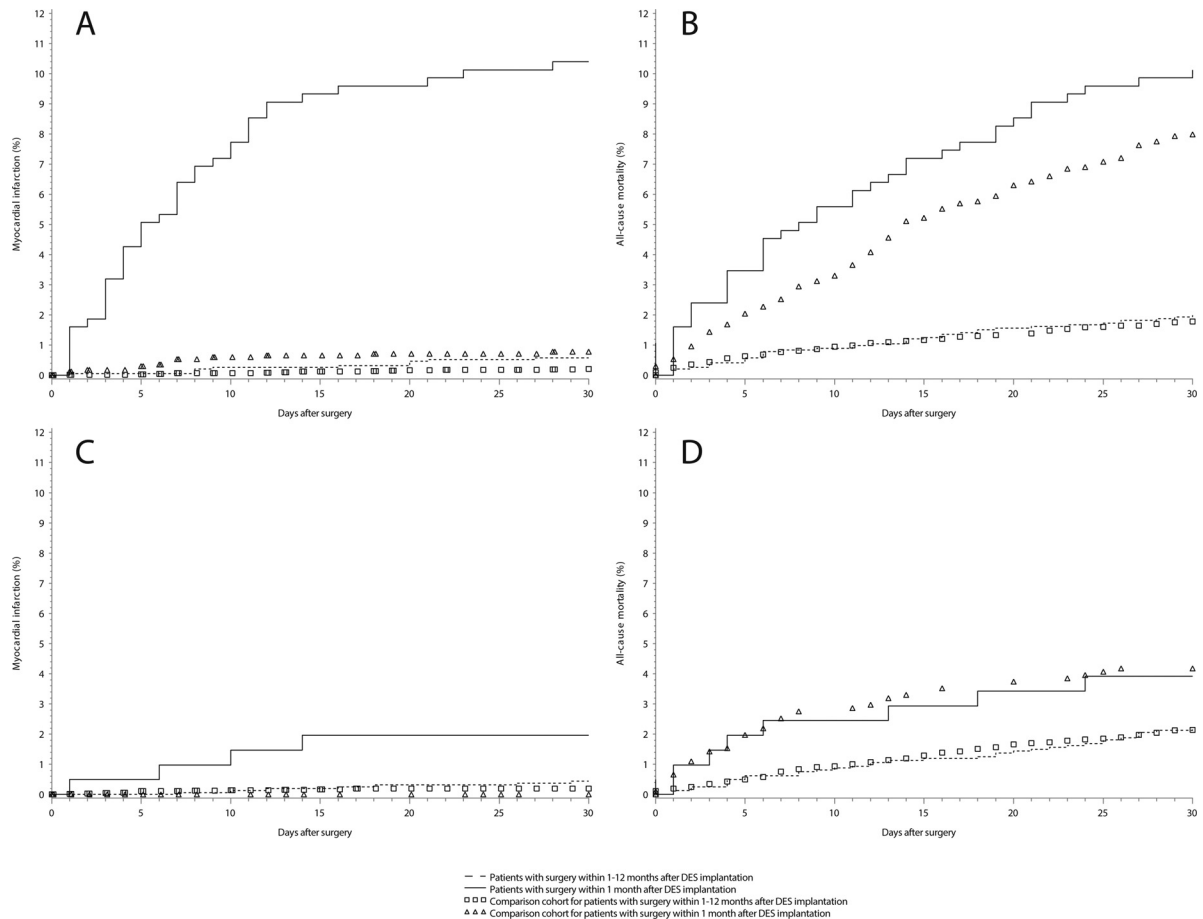 A
12
11
10
9
8
7
6
5
4
3
2
1
0
Myocardial infarction (%)
0 5 10 15 20 25 30
Days after surgery
B
12
11
10
9
8
7
6
5
4
3
2
1
0
All-cause mortality (%)
0 5 10 15 20 25 30
Days after surgery
C
12
11
10
9
8
7
6
5
4
3
2
1
0
Myocardial infarction (%)
0 5 10 15 20 25 30
Days after surgery
D
12
11
10
9
8
7
6
5
4
3
2
1
0
All-cause mortality (%)
0 5 10 15 20 25 30
Days after surgery
Patients with surgery within 1-12 months after DES implantation
Patients with surgery within 1 month after DES implantation
Comparison cohort for patients with surgery within 1-12 months after DES implantation
Comparison cohort for patients with surgery within 1 month after DES implantation